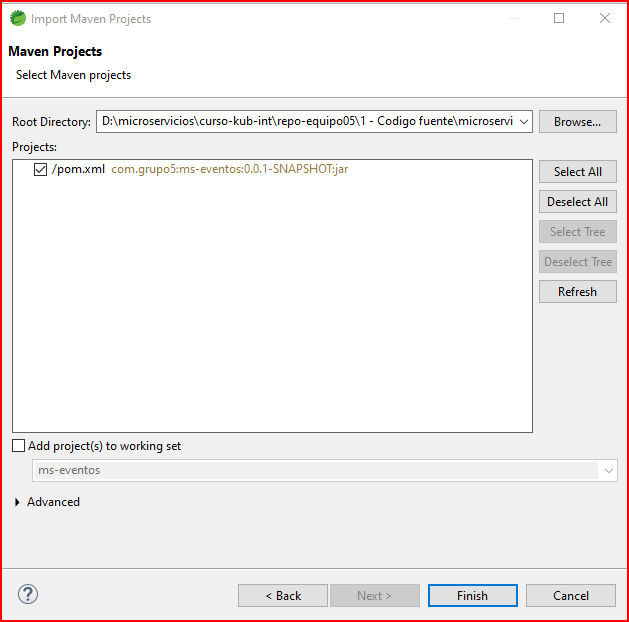 Import Maven Projects
Maven Projects
Select Maven projects
Root Directory: D:\microservicios\curso-kub-int\repo-equipo05\1 - Codigo fuente\microservi Browse...
Projects:
/pom.xml com.grupo5:ms-eventos:0.0.1-SNAPSHOT:jar
Select All
Deselect All
Select Tree
Deselect Tree
Refresh
Add project(s) to working set
ms-eventos
Advanced
? < Back Next > Finish Cancel